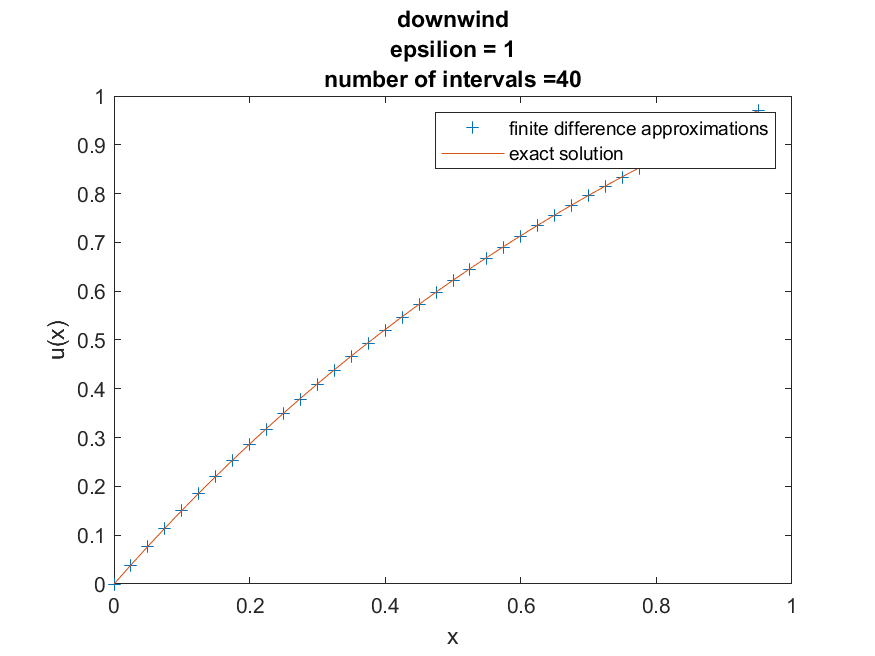 downwind
epsilion = 1
number of intervals =40
finite difference approximations
exact solution
1
0.9
0.8
0.7
0.6
0.5
0.4
0.3
0.2
0.1
0
u(x)
0 0.2 0.4 0.6 0.8 1
x